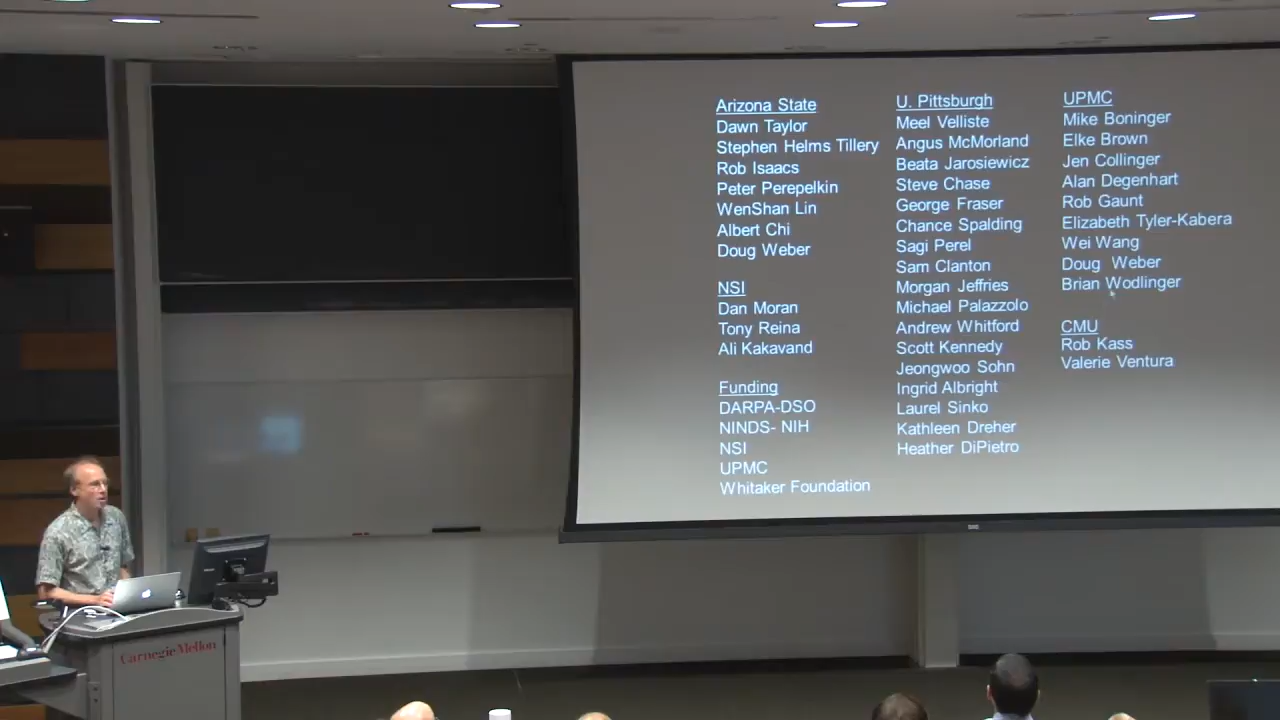 Arizona State
Dawn Taylor
Stephen Helms Tillery
Rob Isaacs
Peter Perepelkin
WenShan Lin
Albert Chi
Doug Weber
NSI
Dan Moran
Tony Reina
Ali Kakavand
Funding
DARPA-DSO
NINDS- NIH
NSI
UPMC
Whitaker Foundation
U. Pittsburgh
Meel Velliste
Angus McMorland
Beata Jarosiewicz
Steve Chase
George Fraser
Chance Spalding
Sagi Perel
Sam Clanton
Morgan Jeffries
Michael Palazzolo
Andrew Whitford
Scott Kennedy
Jeongwoo Sohn
Ingrid Albright
Laurel Sinko
Kathleen Dreher
Heather DiPietro
UPMC
Mike Boninger
Elke Brown
Jen Collinger
Alan Degenhart
Rob Gaunt
Elizabeth Tyler-Kabera
Wei Wang
Doug Weber
Brian Wodlinger
CMU
Rob Kass
Valerie Ventura
Carnegie Mellon